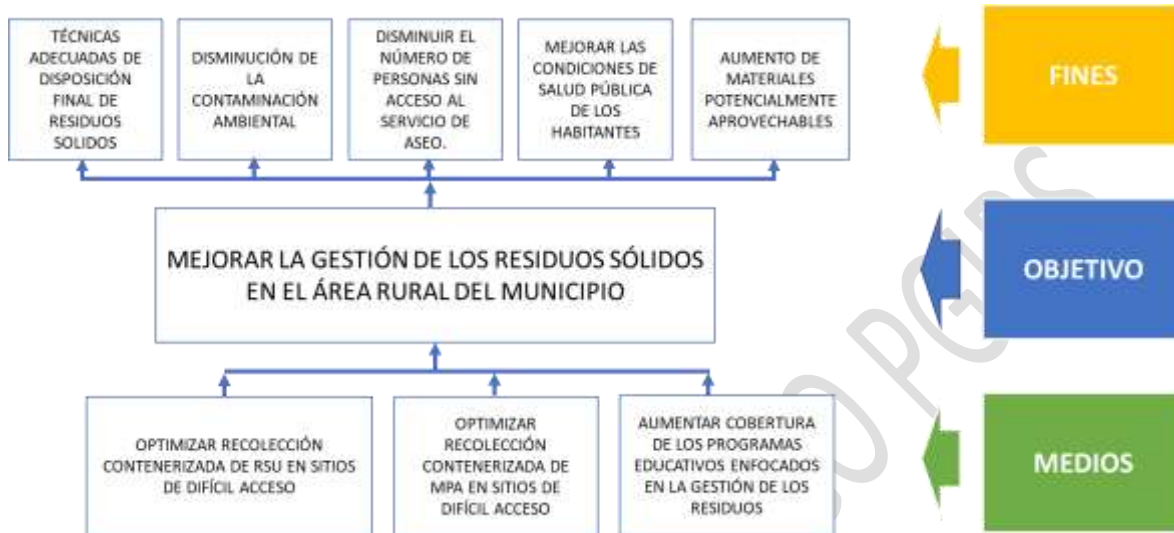 TÉCNICAS
ADECUADAS DE
DISPOSICIÓN
FINAL DE
RESIDUOS
SOLIDOS
DISMINUCIÓN DE
LA
CONTAMINACIÓN
AMBIENTAL
DISMINUIR EL
NÚMERO DE
PERSONAS SIN
ACCESO AL
SERVICIO DE
ASEO.
MEJORAR LAS
CONDICIONES DE
SALUD PÚBLICA
DE LOS
HABITANTES
AUMENTO DE
MATERIALES
POTENCIALMENTE
APROVECHABLES
FINES
MEJORAR LA GESTIÓN DE LOS RESIDUOS SÓLIDOS
EN EL ÁREA RURAL DEL MUNICIPIO
OBJETIVO
OPTIMIZAR RECOLECCIÓN
CONTENERIZADA DE RSU EN SITIOS
DE DIFÍCIL ACCESO
OPTIMIZAR
RECOLECCIÓN
CONTENERIZADA DE
MPA EN SITIOS DE
DIFÍCIL ACCESO
AUMENTAR COBERTURA
DE LOS PROGRAMAS
EDUCATIVOS ENFOCADOS
EN LA GESTIÓN DE LOS
RESIDUOS
MEDIOS
PGIRS